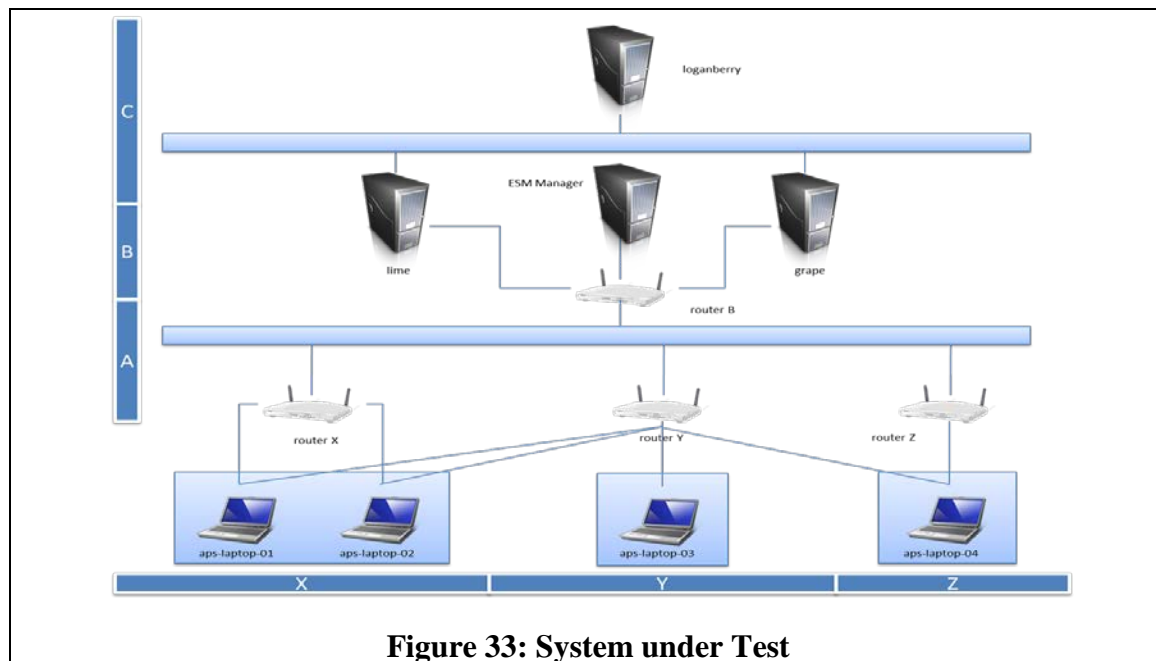 loganberry
C
ESM Manager
B
lime
grape
router B
A
router X
router Y
router Z
aps-laptop-01
aps-laptop-02
aps-laptop-03
aps-laptop-04
X
Y
Z
Figure 33: System under Test